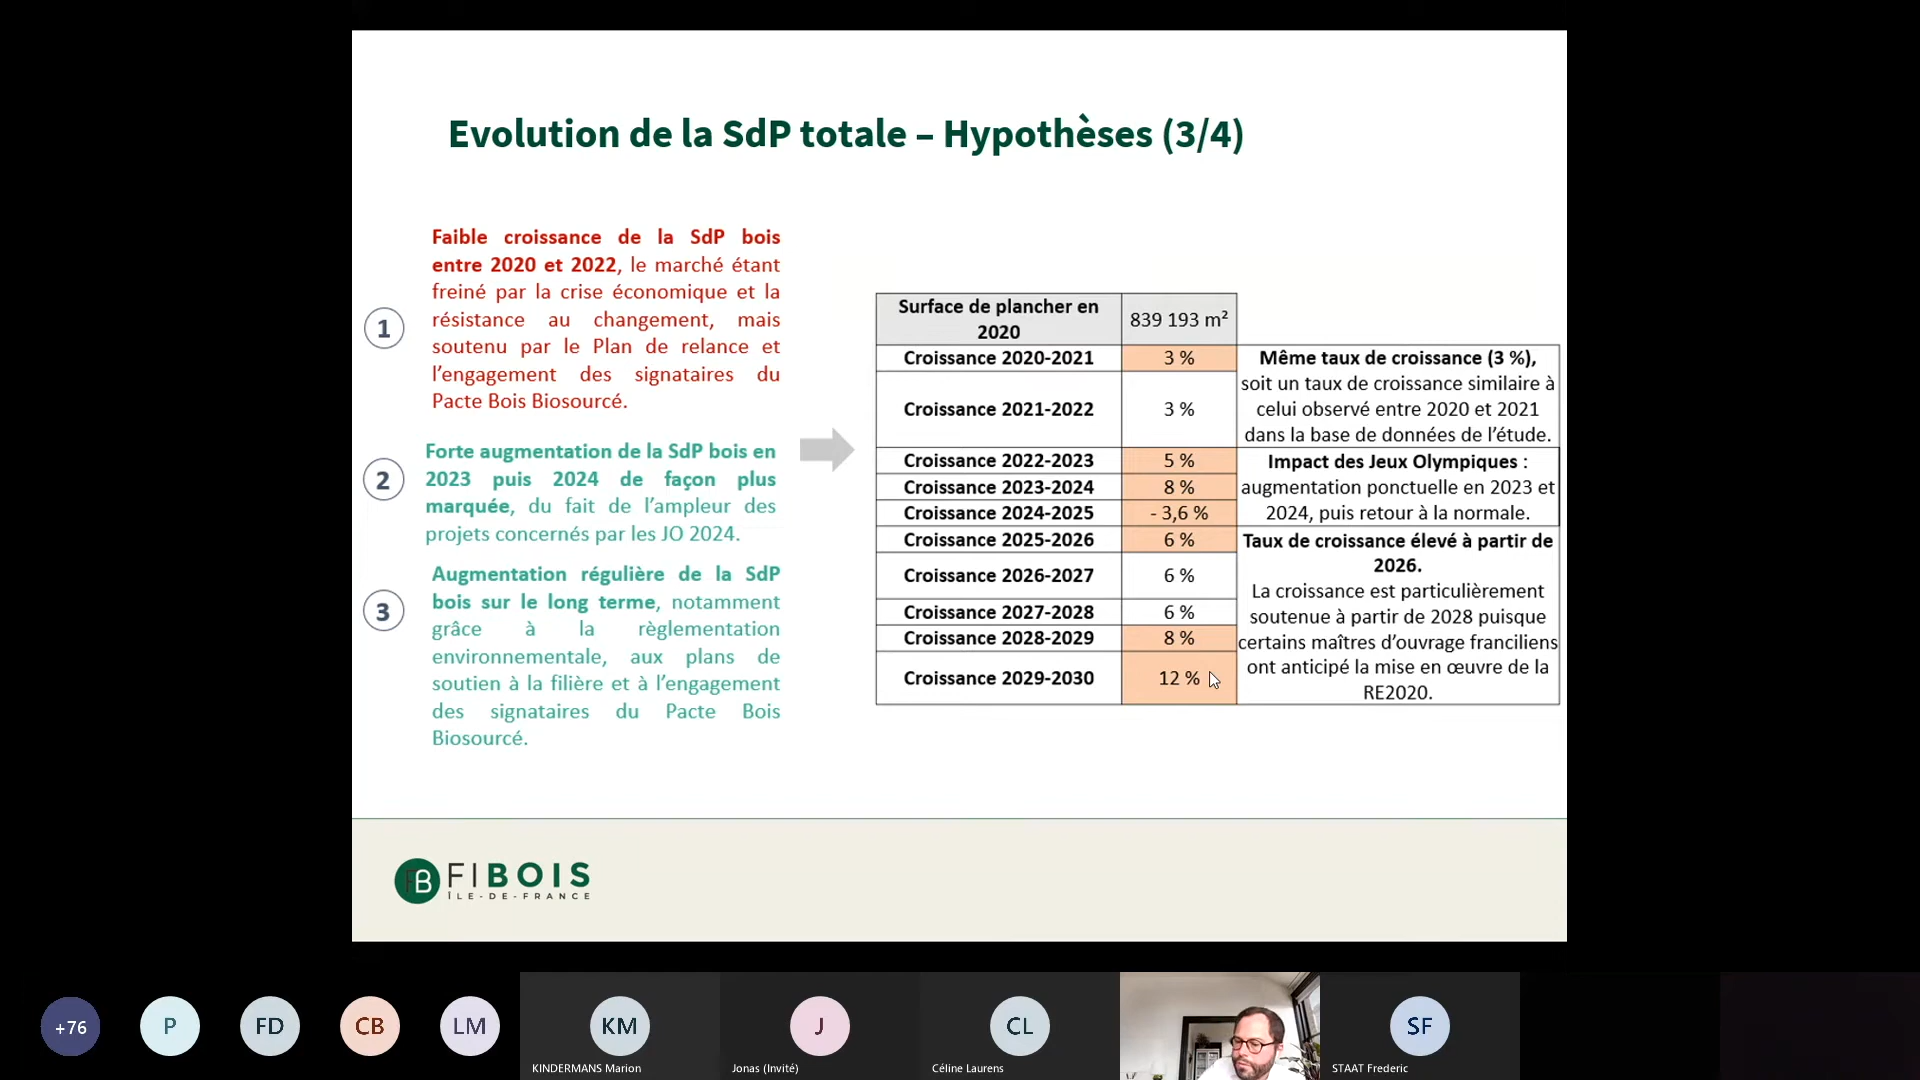 Evolution de la SdP totale – Hypothèses (3/4)
1
Faible croissance de la SdP bois
entre 2020 et 2022, le marché étant
freiné par la crise économique et la
résistance au changement, mais
soutenu par le Plan de relance et
l’engagement des signataires du
Pacte Bois Biosourcé.
2
Forte augmentation de la SdP bois en
2023 puis 2024 de façon plus
marquée, du fait de l’ampleur des
projets concernés par les JO 2024.
3
Augmentation régulière de la SdP
bois sur le long terme, notamment
grâce à la règlementation
environnementale, aux plans de
soutien à la filière et à l’engagement
des signataires du Pacte Bois
Biosourcé.
Surface de plancher en
2020
839 193 m²
Croissance 2020-2021 3 %
Croissance 2021-2022 3 %
Même taux de croissance (3 %),
soit un taux de croissance similaire à
celui observé entre 2020 et 2021
dans la base de données de l’étude.
Croissance 2022-2023 5 %
Croissance 2023-2024 8 %
Croissance 2024-2025 - 3,6 %
Impact des Jeux Olympiques :
augmentation ponctuelle en 2023 et
2024, puis retour à la normale.
Croissance 2025-2026 6 %
Croissance 2026-2027 6 %
Croissance 2027-2028 6 %
Croissance 2028-2029 8 %
Croissance 2029-2030 12 %
Taux de croissance élevé à partir de
2026.
La croissance est particulièrement
soutenue à partir de 2028 puisque
certains maîtres d’ouvrage franciliens
ont anticipé la mise en œuvre de la
RE2020.
FB FIBOIS
ÎLE-DE-FRANCE
+76 P FD CB LM KM J CL SF
KINDERMANS Marion Jonas (Invité) Céline Laurens STAAT Frederic